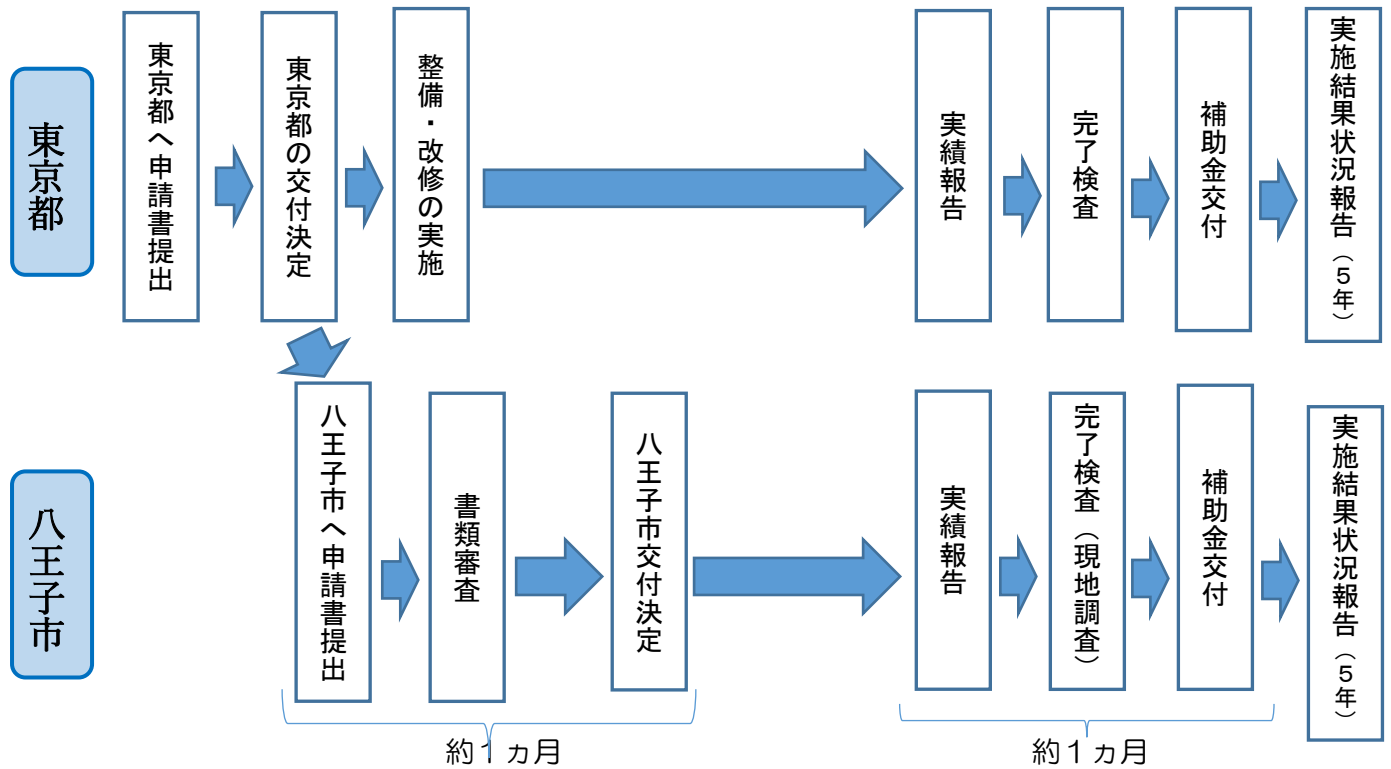 東京都
東京都へ申請書提出
東京都の交付決定
整備・改修の実施
実績報告
完了検査
補助金交付
実施結果状況報告（５年）
八王子市
八王子市へ申請書提出
書類審査
八王子市交付決定
実績報告
完了検査（現地調査）
補助金交付
実施結果状況報告（５年）
約１ヵ月
約１ヵ月